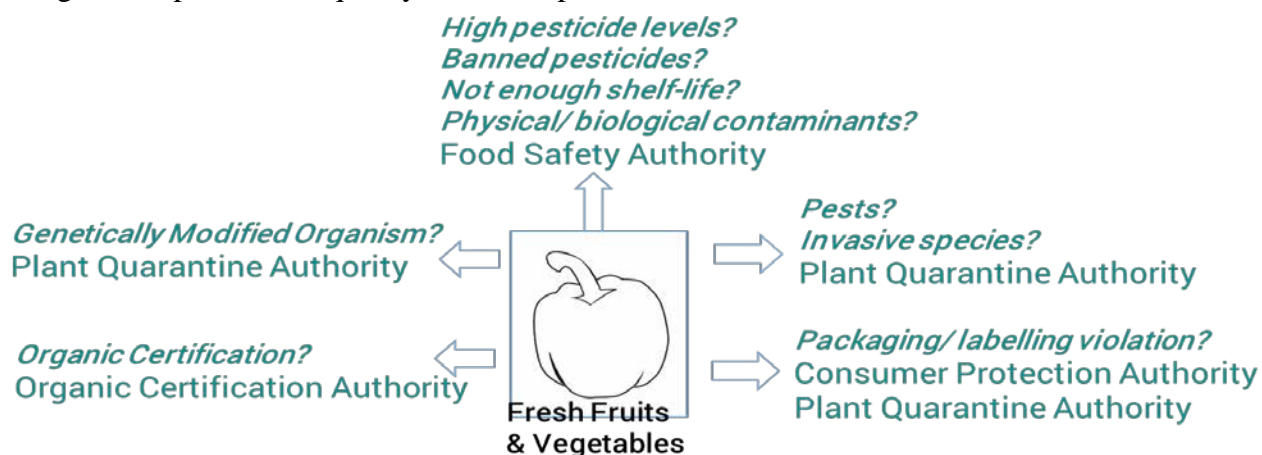 High pesticide levels?
Banned pesticides?
Not enough shelf-life?
Physical/ biological contaminants?
Food Safety Authority
Genetically Modified Organism?
Plant Quarantine Authority
Pests?
Invasive species?
Plant Quarantine Authority
Organic Certification?
Organic Certification Authority
Packaging/ labelling violation?
Consumer Protection Authority
Plant Quarantine Authority
Fresh Fruits
& Vegetables